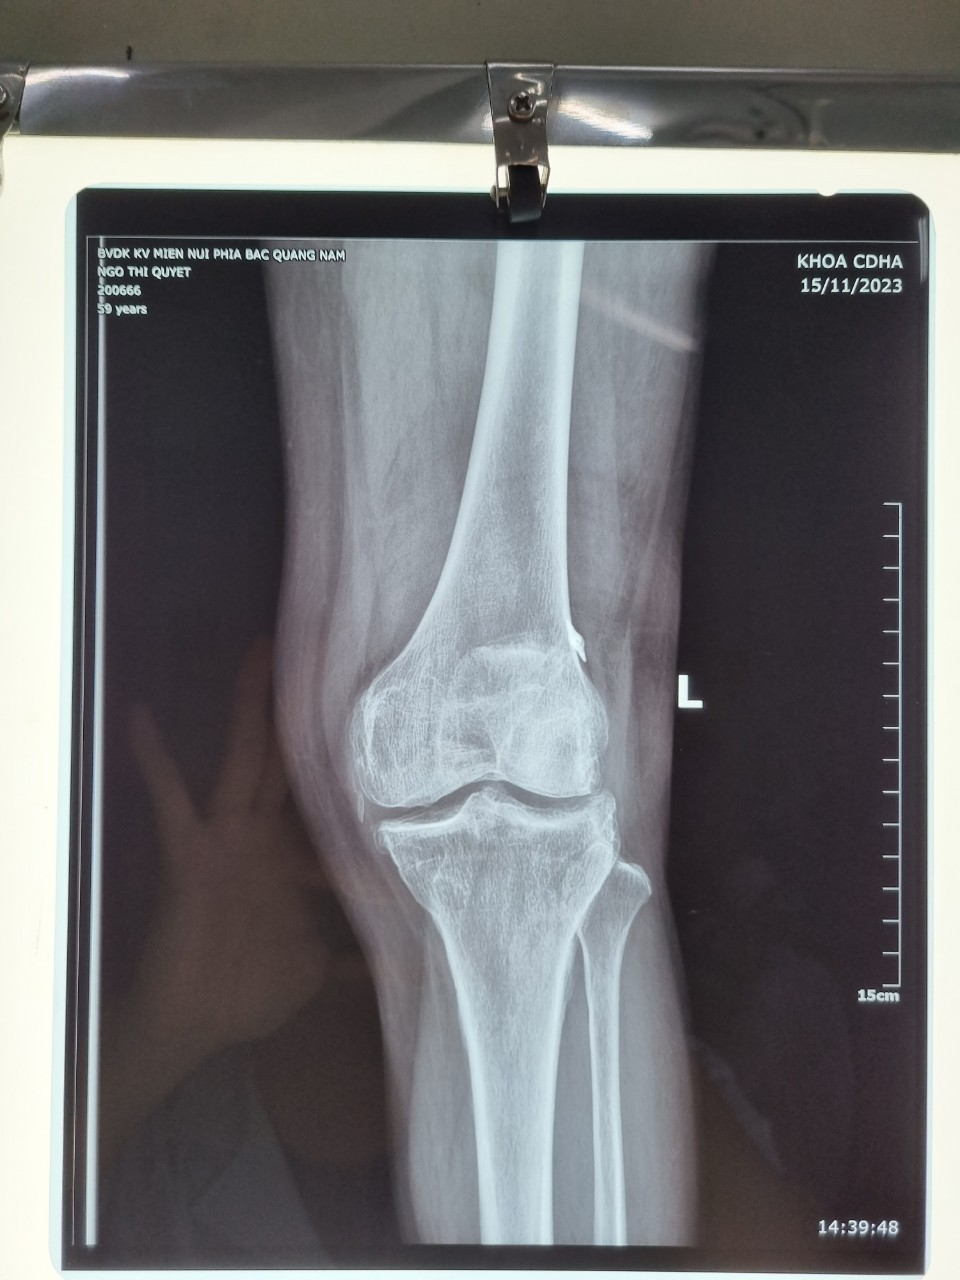 BVDK KV MIEN NUI PHIA BAC QUANG NAM
NGO THI QUYET
200666
59 years
KHOA CDHA
15/11/2023
L
15cm
14:39:48